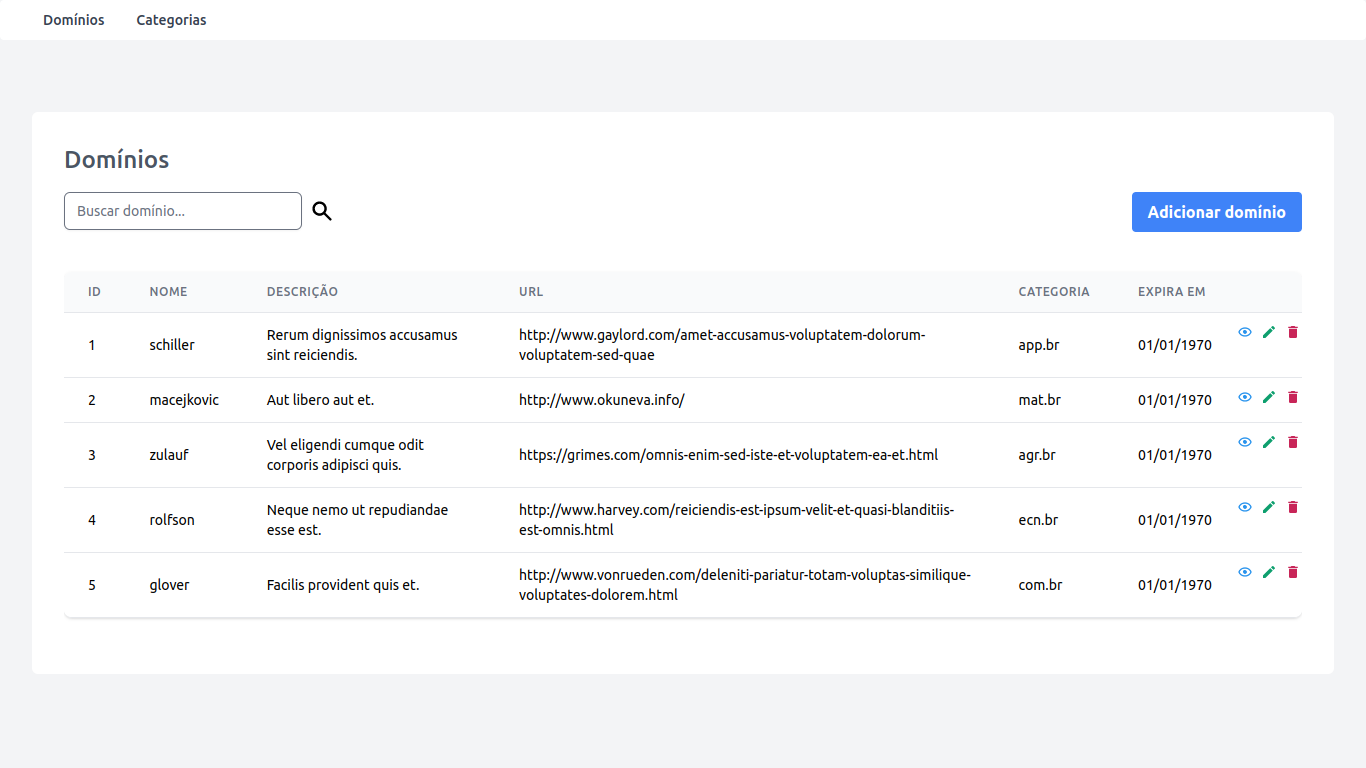 Domínios Categorias
Domínios
Buscar domínio...
Adicionar domínio
ID NOME DESCRIÇÃO URL CATEGORIA EXPIRA EM
1 schiller Rerum dignissimos accusamus sint reiciendis. http://www.gaylord.com/amet-accusamus-voluptatem-dolorum-voluptatem-sed-quae app.br 01/01/1970
2 macejkovic Aut libero aut et. http://www.okuneva.info/ mat.br 01/01/1970
3 zulauf Vel eligendi cumque odit corporis adipisci quis. https://grimes.com/omnis-enim-sed-iste-et-voluptatem-ea-et.html agr.br 01/01/1970
4 rolfson Neque nemo ut repudiandae esse est. http://www.harvey.com/reiciendis-est-ipsum-velit-et-quasi-blanditiis-est-omnis.html ecn.br 01/01/1970
5 glover Facilis provident quis et. http://www.vonrueden.com/deleniti-pariatur-totam-voluptas-similique-voluptates-dolorem.html com.br 01/01/1970